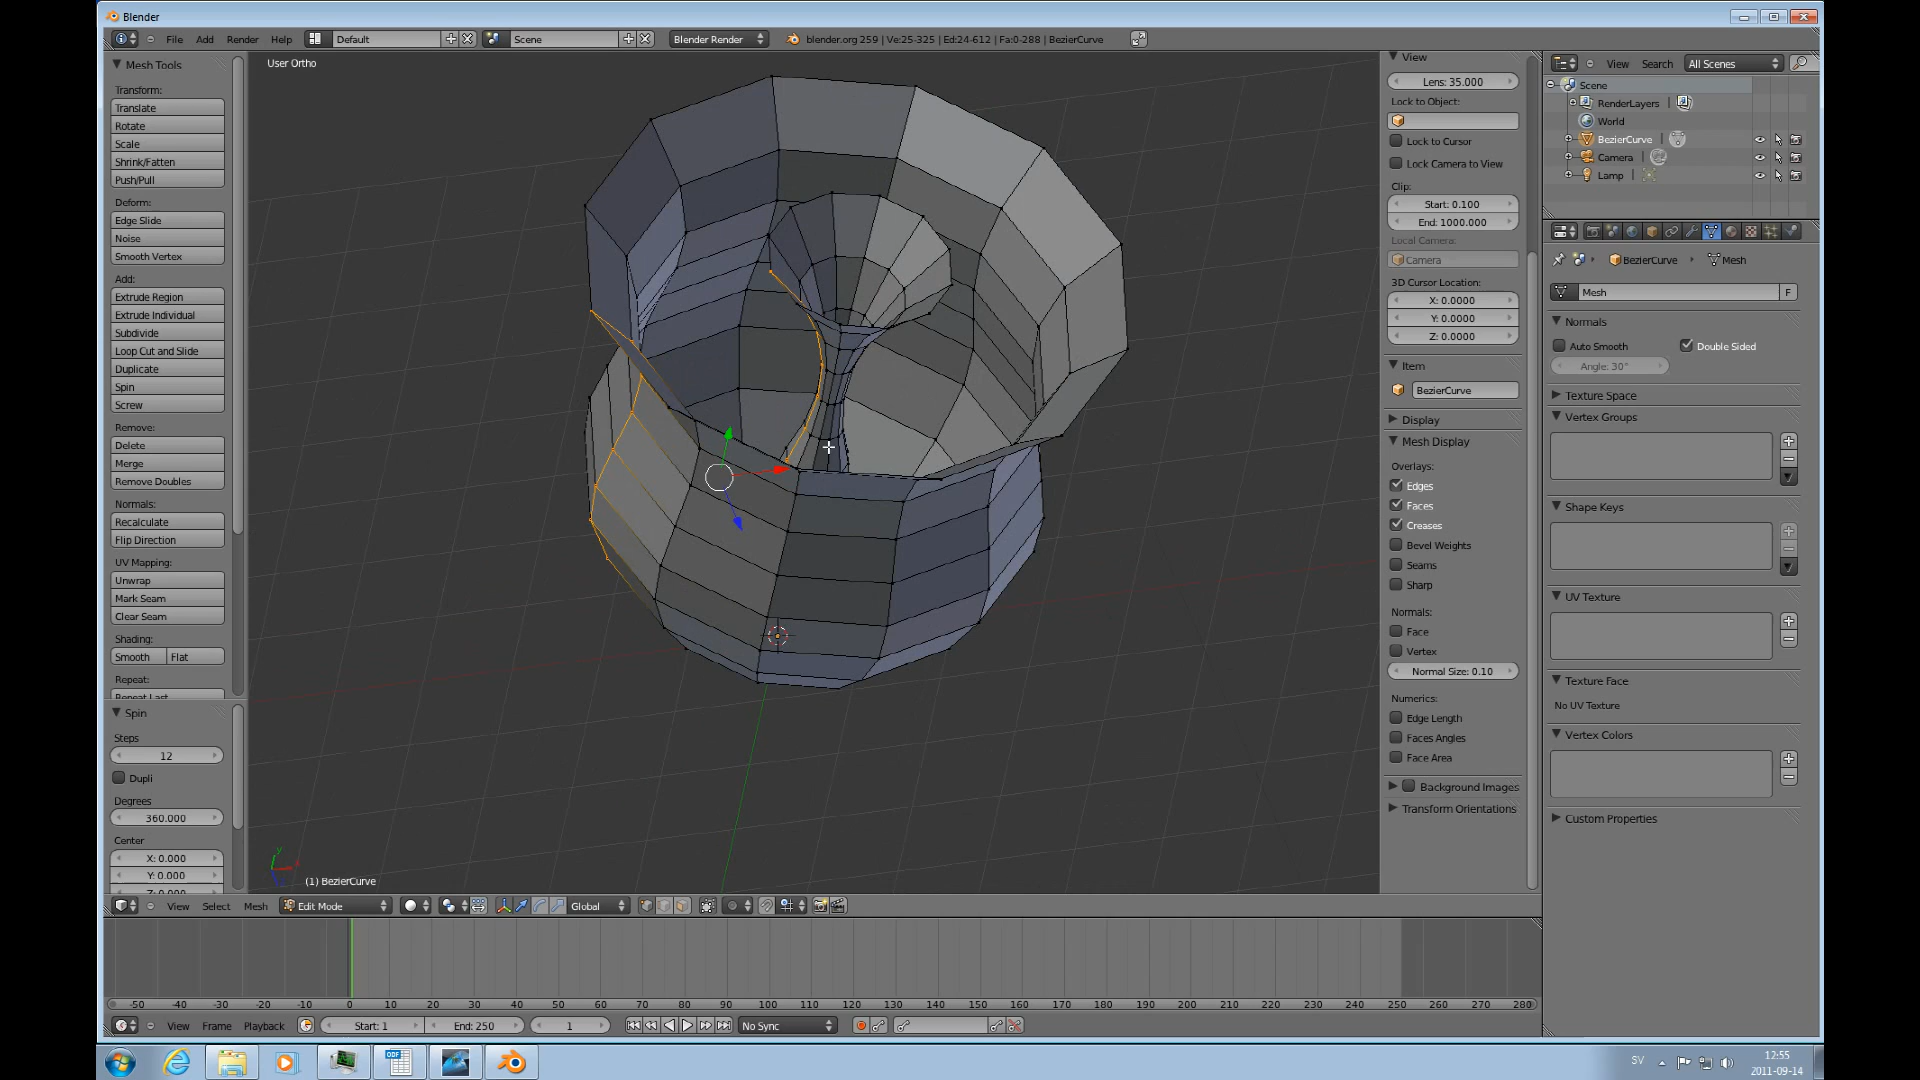 Blender
File Add Render Help Default Scene Blender Render blender.org 259 | Ve:25-325 | Ed:24-612 | Fa:0-288 | BezierCurve
Mesh Tools
Transform:
Translate
Rotate
Scale
Shrink/Fatten
Push/Pull
Deform:
Edge Slide
Noise
Smooth Vertex
Add:
Extrude Region
Extrude Individual
Subdivide
Loop Cut and Slide
Duplicate
Spin
Screw
Remove:
Delete
Merge
Remove Doubles
Normals:
Recalculate
Flip Direction
UV Mapping:
Unwrap
Mark Seam
Clear Seam
Shading:
Smooth Flat
Repeat:
Repeat Last
Spin
Steps
12
Dupli
Degrees
360.000
Center
X: 0.000
Y: 0.000
Z: 0.000
User Ortho
(1) BezierCurve
View
Lens: 35.000
Lock to Object:
Lock to Cursor
Lock Camera to View
Clip:
Start: 0.100
End: 1000.000
Local Camera:
Camera
3D Cursor Location:
X: 0.0000
Y: 0.0000
Z: 0.0000
Item
BezierCurve
Display
Mesh Display
Overlays:
Edges
Faces
Creases
Bevel Weights
Seams
Sharp
Normals:
Face
Vertex
Normal Size: 0.10
Numerics:
Edge Length
Faces Angles
Face Area
Background Images
Transform Orientations
View Search All Scenes
Scene
RenderLayers
World
BezierCurve
Camera
Lamp
BezierCurve Mesh
Mesh F
Normals
Auto Smooth Double Sided
Angle: 30°
Texture Space
Vertex Groups
Shape Keys
UV Texture
Texture Face
No UV Texture
Vertex Colors
Custom Properties
View Select Mesh Edit Mode Global
-50 -40 -30 -20 -10 0 10 20 30 40 50 60 70 80 90 100 110 120 130 140 150 160 170 180 190 200 210 220 230 240 250 260 270 280
View Frame Playback Start: 1 End: 250 1 No Sync
ODF
SV
12:55
2011-09-14